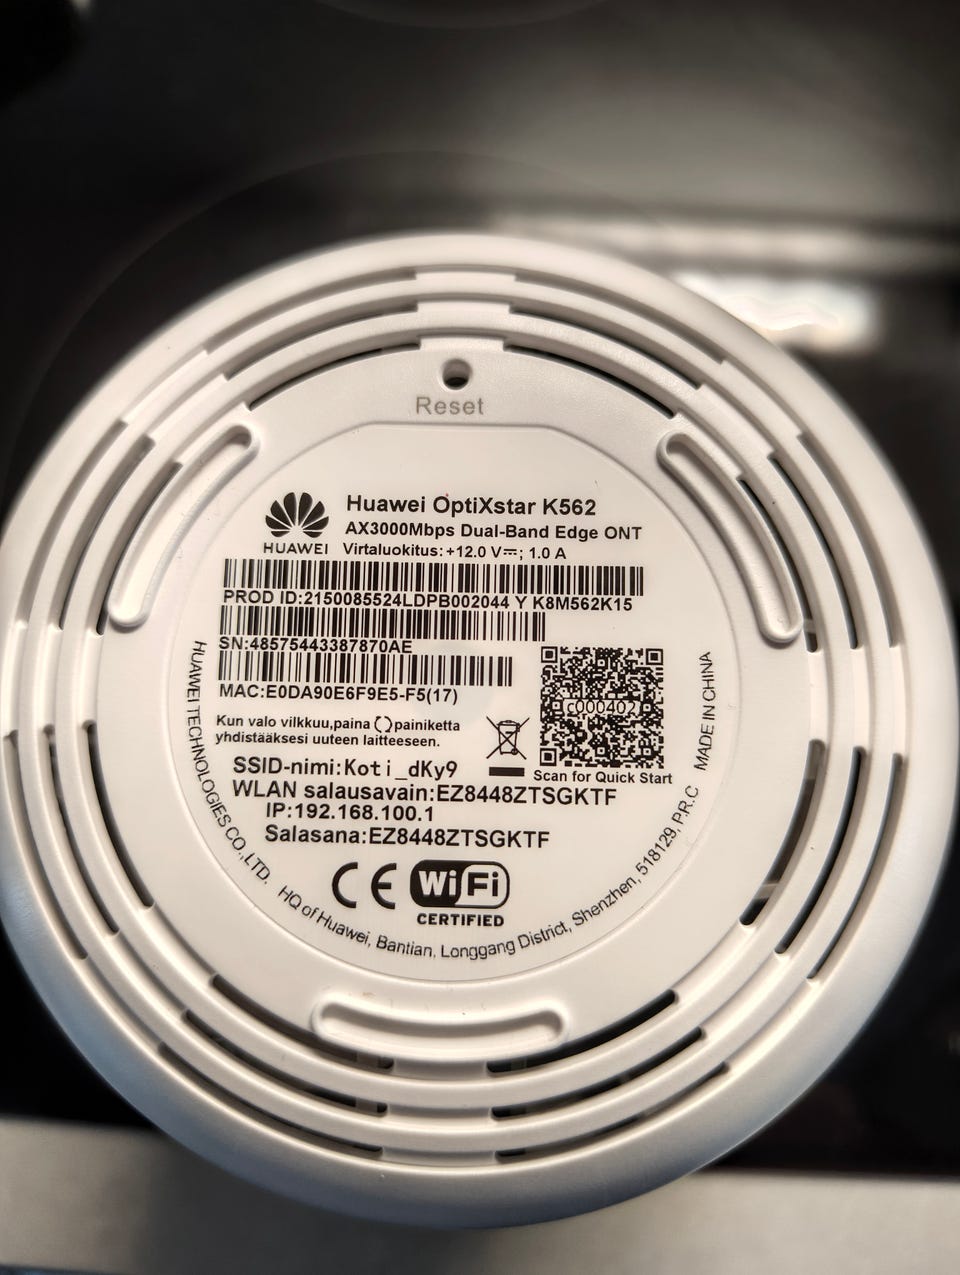 Reset
HUAWEI
Huawei OptiXstar K562
AX3000Mbps Dual-Band Edge ONT
Virtaluokitus: +12.0 V⎓; 1.0 A
PROD ID:2150085524LDPB002044 Y K8M562K15
SN:48575443387870AE
MAC:E0DA90E6F9E5-F5(17)
Kun valo vilkkuu,paina painiketta
yhdistääksesi uuteen laitteeseen.
c000402
Scan for Quick Start
SSID-nimi:Koti_dKy9
WLAN salausavain:EZ8448ZTSGKTF
IP:192.168.100.1
Salasana:EZ8448ZTSGKTF
CE WiFi
CERTIFIED
HUAWEI TECHNOLOGIES CO.,LTD. HQ of Huawei, Bantian, Longgang District, Shenzhen, 518129, P.R.C MADE IN CHINA